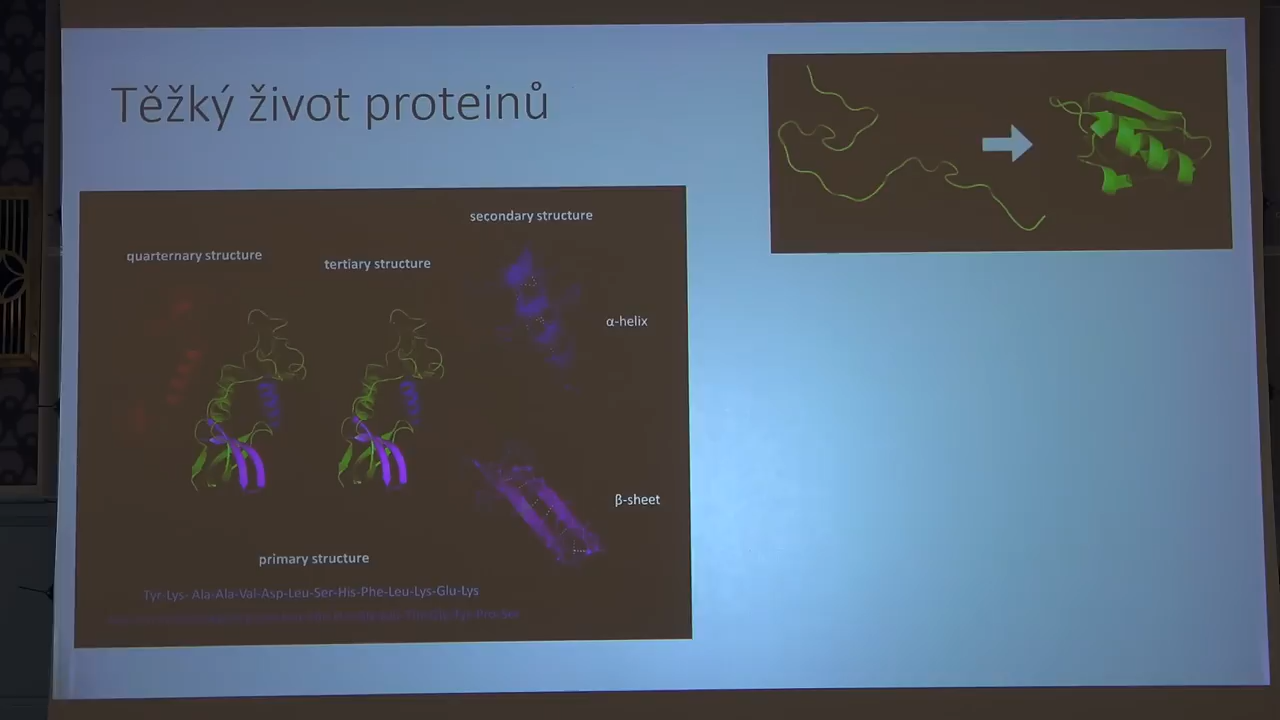 Těžký život proteinů
secondary structure
quarternary structure
tertiary structure
α-helix
β-sheet
primary structure
Tyr-Lys- Ala-Ala-Val-Asp-Leu-Ser-His-Phe-Leu-Lys-Glu-Lys